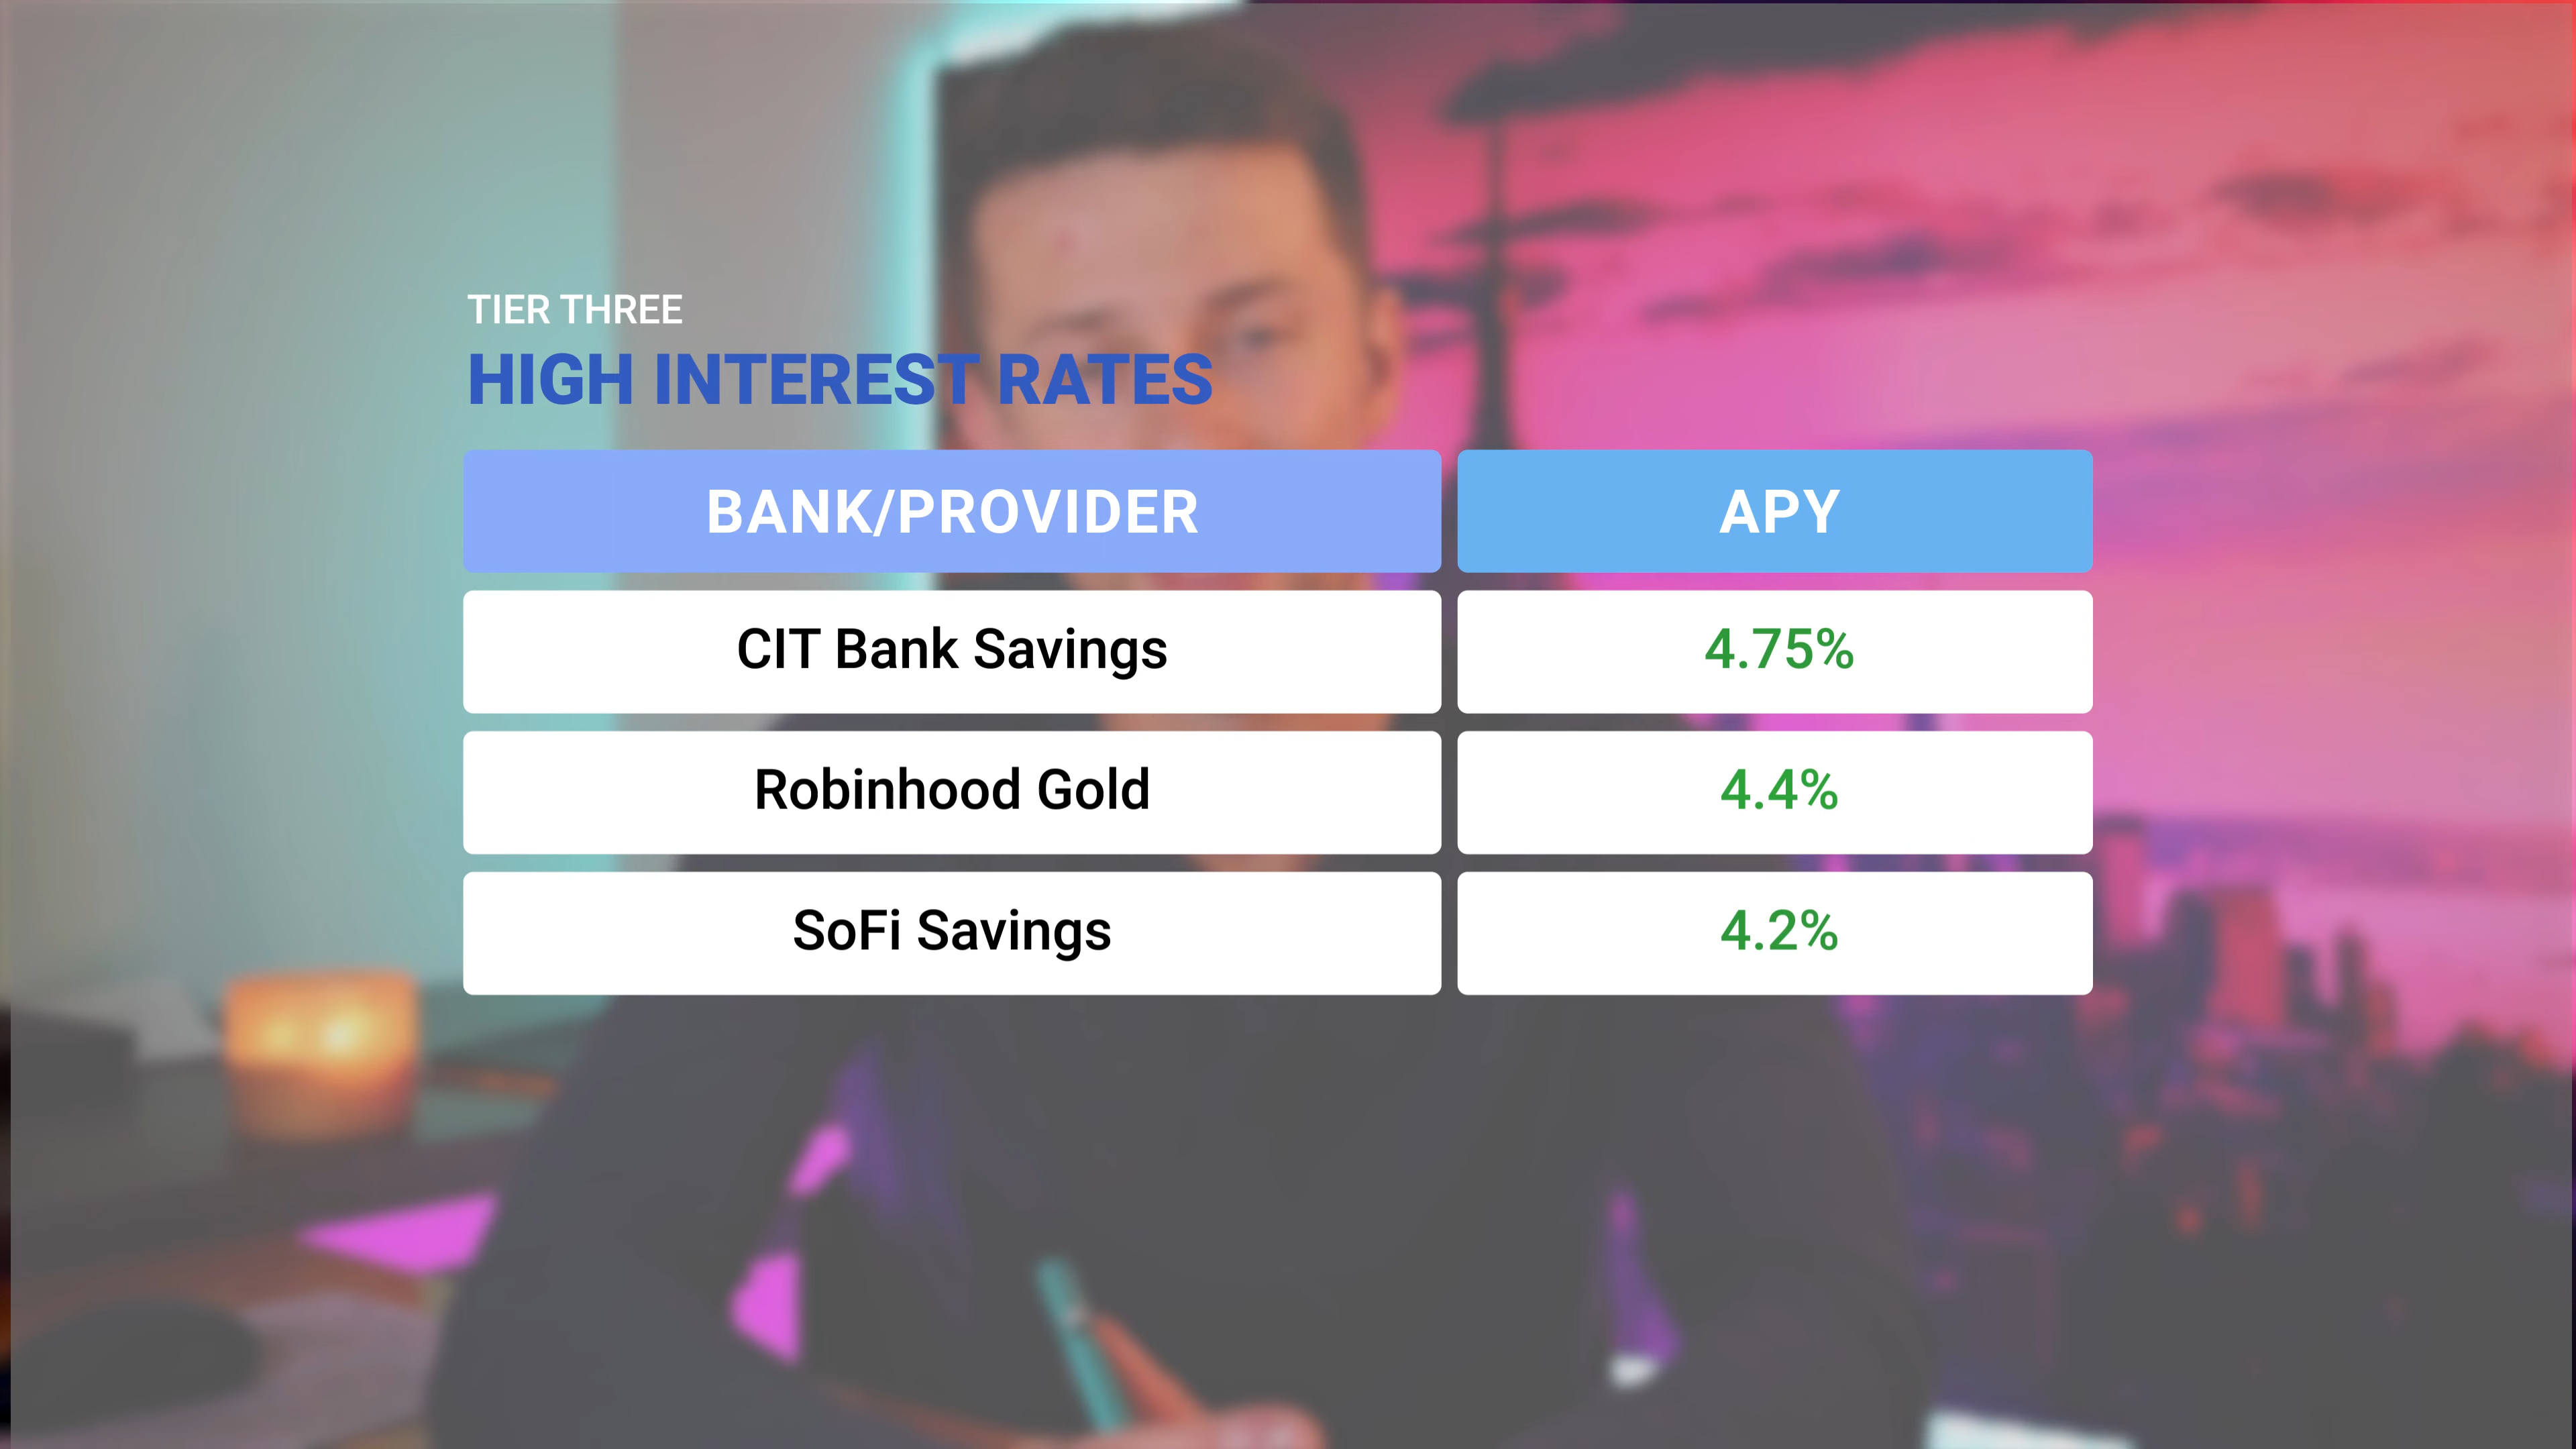 TIER THREE
HIGH INTEREST RATES
BANK/PROVIDER APY
CIT Bank Savings 4.75%
Robinhood Gold 4.4%
SoFi Savings 4.2%